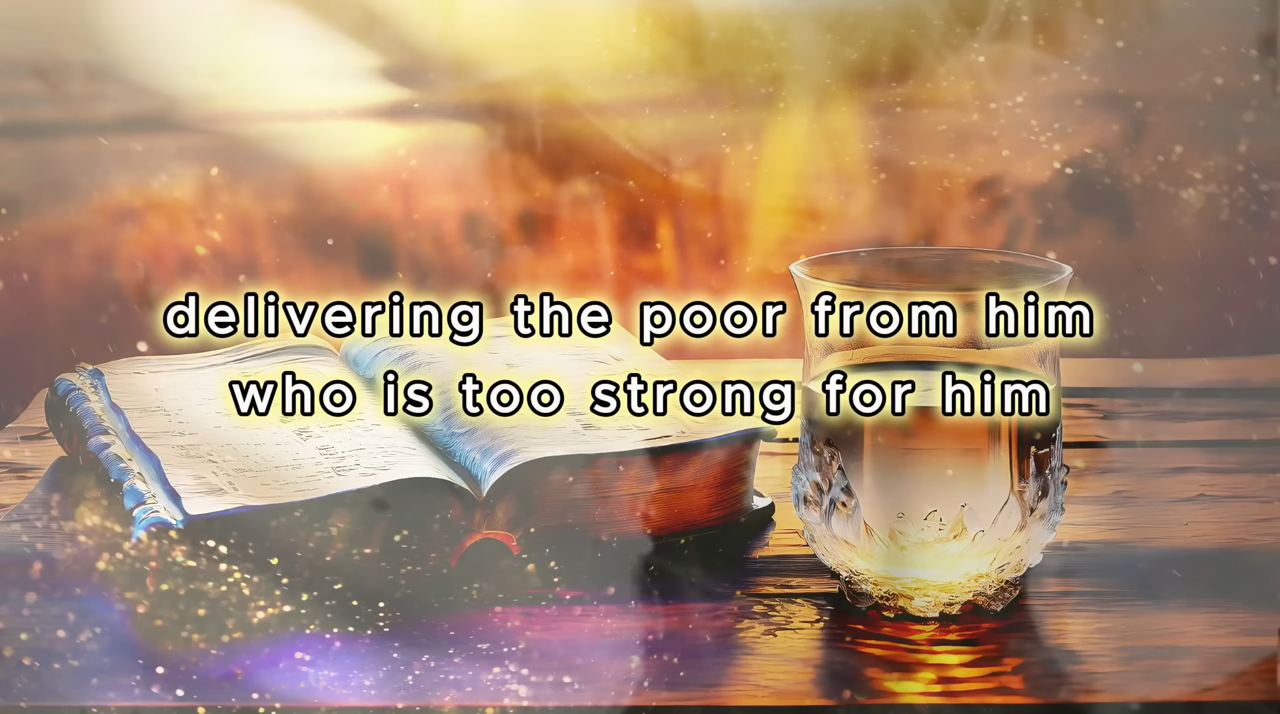 delivering the poor from him
who is too strong for him